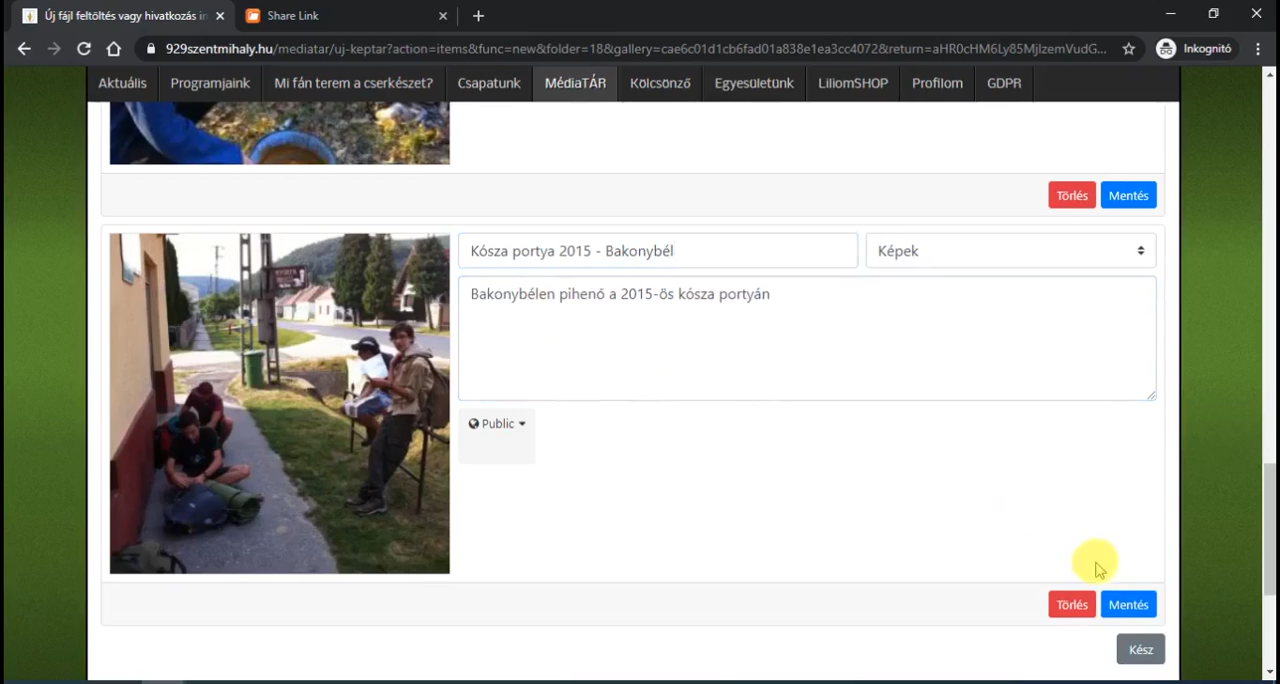 Új fájl feltöltés vagy hivatkozás in
Share Link
929szentmihaly.hu/mediatar/uj-keptar?action=items&func=new&folder=18&gallery=cae6c01d1cb6fad01a838e1ea3cc4072&return=aHR0cHM6Ly85MjIzemVudG...
Inkognitó
Aktuális Programjaink Mi fán terem a cserkészet? Csapatunk MédiaTÁR Kölcsönző Egyesületünk LiliomSHOP Profilom GDPR
Törlés Mentés
Kósza portya 2015 - Bakonybél Képek
Bakonybélen pihenő a 2015-ös kósza portyán
Public
Törlés Mentés
Kész